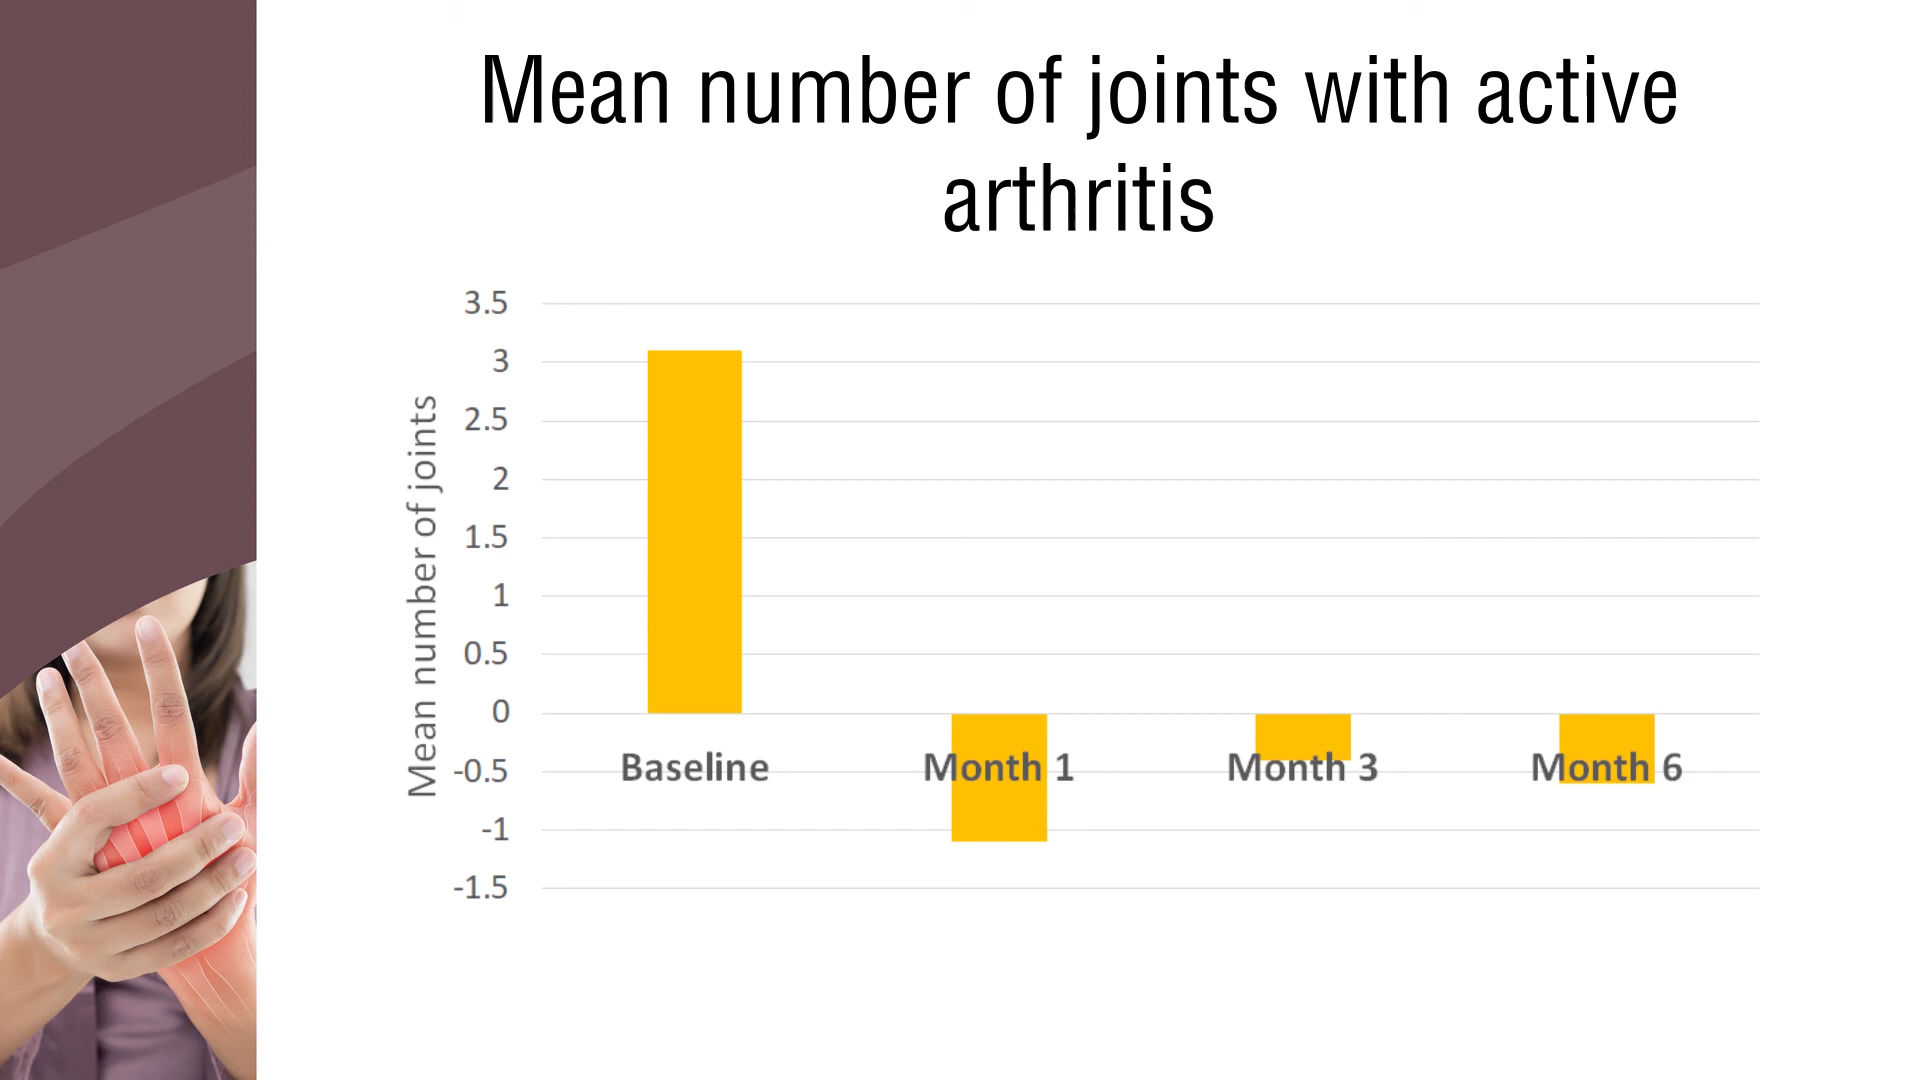 Mean number of joints with active
arthritis
Mean number of joints
3.5
3
2.5
2
1.5
1
0.5
0
-0.5
-1
-1.5
Baseline
Month 1
Month 3
Month 6